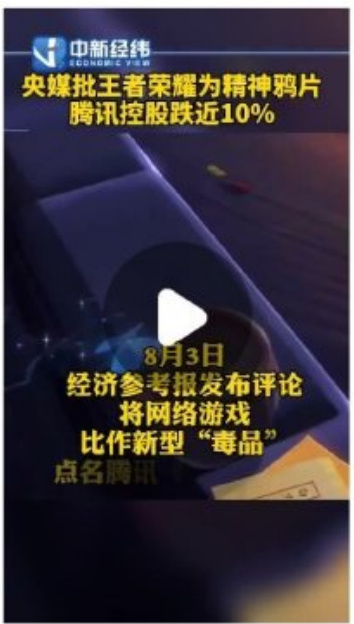 中新经纬
ECONOMIC VIEW
央媒批王者荣耀为精神鸦片
腾讯控股跌近10%
8月3日
经济参考报发布评论
将网络游戏
比作新型“毒品”
点名腾讯